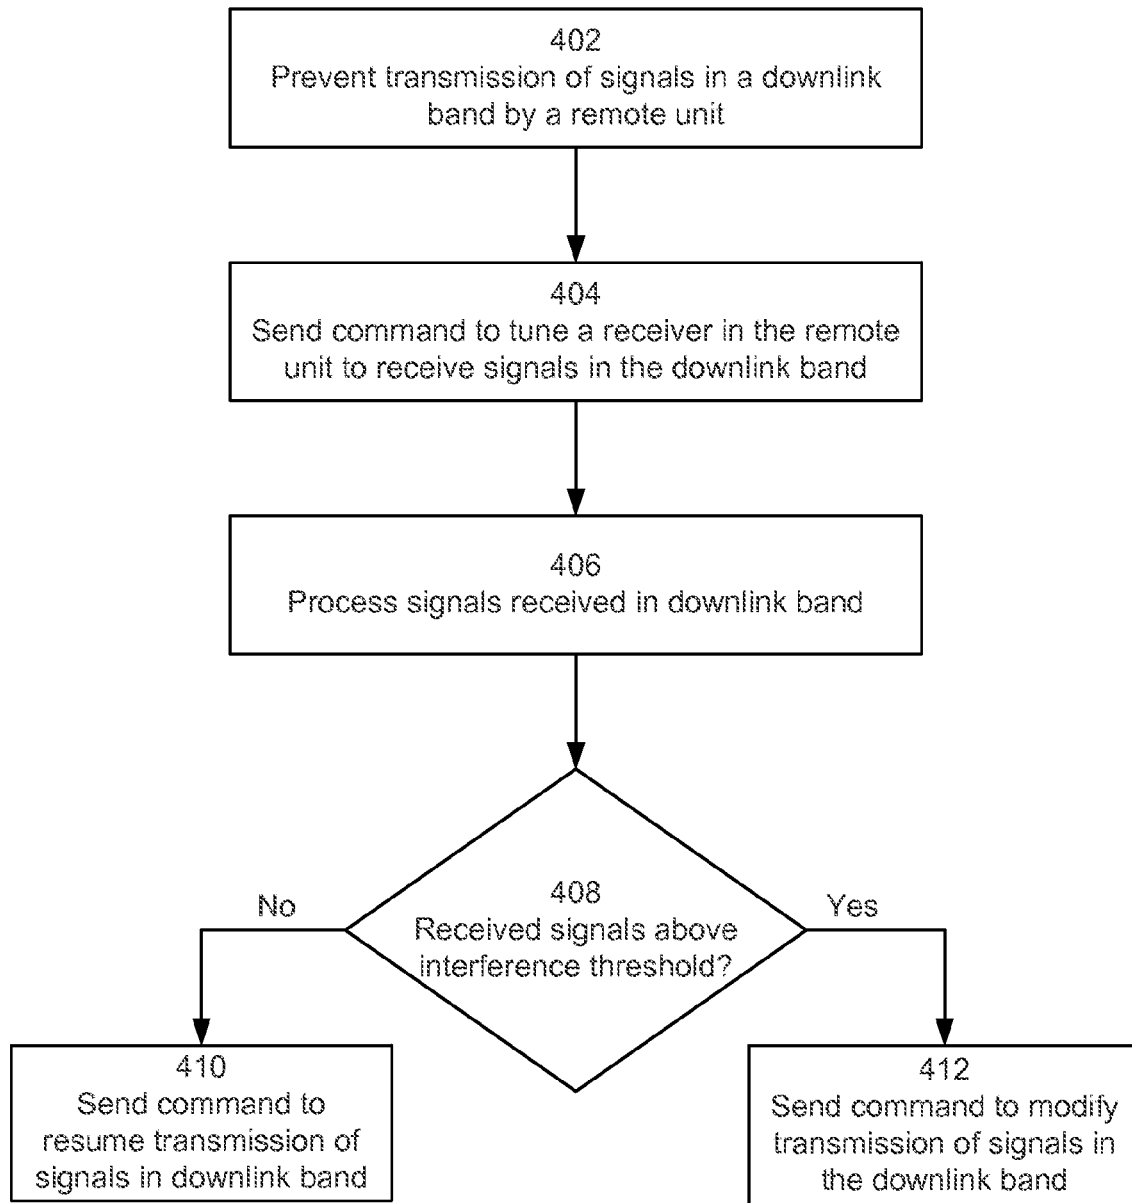 402
Prevent transmission of signals in a downlink
band by a remote unit
404
Send command to tune a receiver in the remote
unit to receive signals in the downlink band
406
Process signals received in downlink band
408
Received signals above
interference threshold?
No
Yes
410
Send command to
resume transmission of
signals in downlink band
412
Send command to modify
transmission of signals in
the downlink band